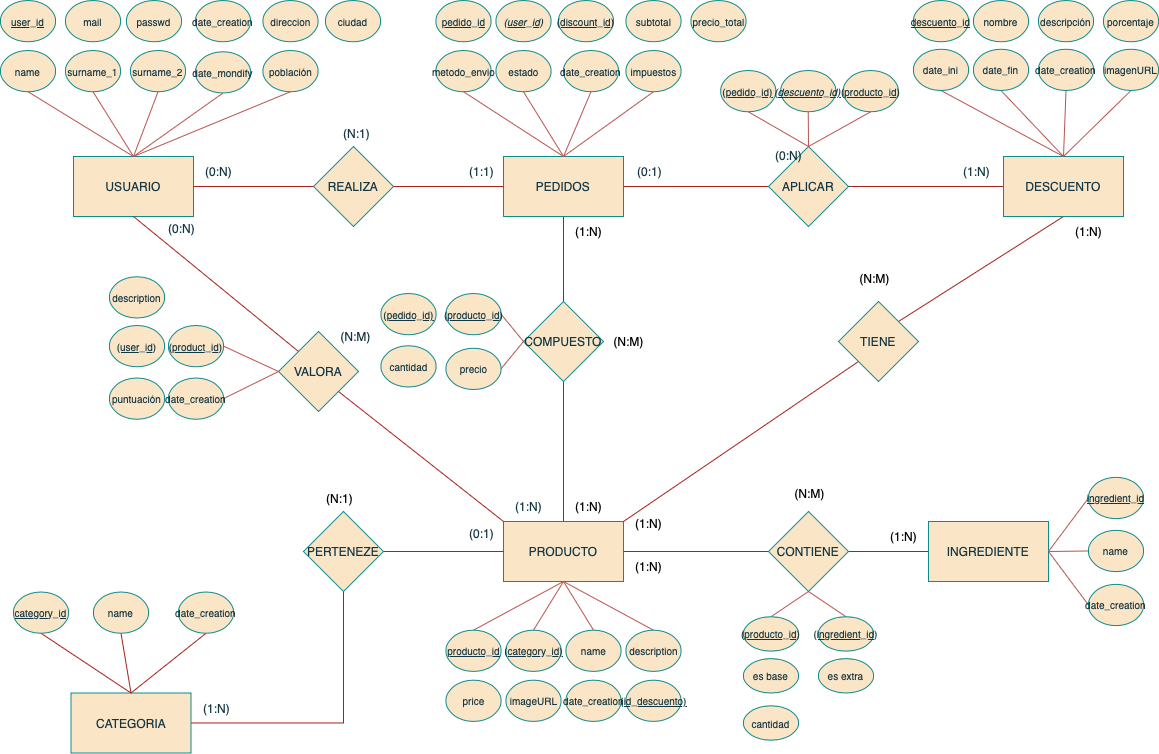 user_id mail passwd date_creation direccion ciudad
name surname_1 surname_2 date_mondify población
pedido_id (user_id) (discount_id) subtotal precio_total
metodo_envio estado date_creation impuestos
(pedido_id) (descuento_id) (producto_id)
descuento_id nombre descripción porcentaje
date_ini date_fin date_creation imagenURL
(N:1)
(0:N)
USUARIO (0:N) REALIZA (1:1) PEDIDOS (0:1) APLICAR (1:N) DESCUENTO
(0:N) (1:N) (1:N)
(N:M)
description
(user_id) (product_id)
puntuación date_creation
(N:M)
VALORA
(pedido_id) (producto_id)
cantidad precio
COMPUESTO (N:M)
TIENE
(N:1) (1:N) (1:N) (1:N) (N:M)
PERTENEZE (0:1) PRODUCTO (1:N) CONTIENE (1:N) INGREDIENTE
ingredient_id
name
date_creation
category_id name date_creation
CATEGORIA (1:N)
producto_id (category_id) name description
price imageURL date_creation (id_descuento)
(producto_id) (ingredient_id)
es base es extra
cantidad